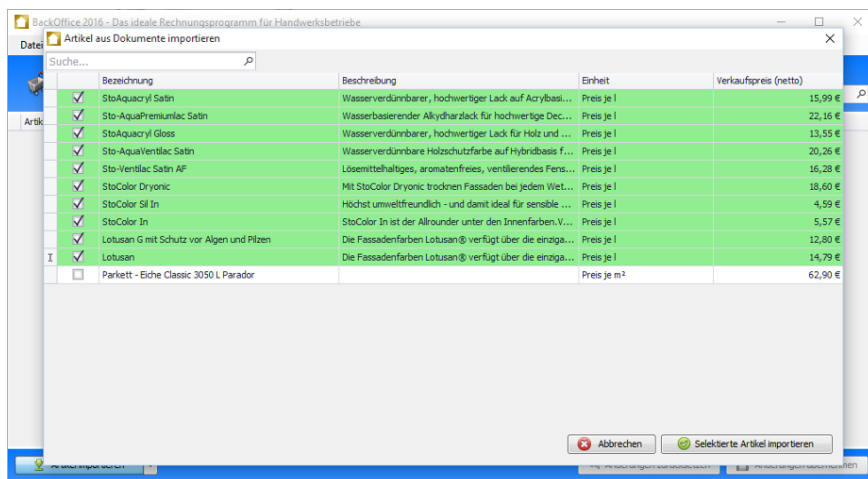 BackOffice 2016 - Das ideale Rechnungsprogramm für Handwerksbetriebe
Datei
Artikel aus Dokumente importieren
Suche...
Bezeichnung Beschreibung Einheit Verkaufspreis (netto)
StoAquacryl Satin Wasserverdünnbarer, hochwertiger Lack auf Acrylbasi... Preis je l 15,99 €
Sto-AquaPremiumlac Satin Wasserbasierender Alkydharzlack für hochwertige Dec... Preis je l 22,16 €
StoAquacryl Gloss Wasserverdünnbarer, hochwertiger Lack für Holz und ... Preis je l 13,55 €
Sto-AquaVentilac Satin Wasserverdünnbare Holzschutzfarbe auf Hybridbasis f... Preis je l 20,26 €
Sto-Ventilac Satin AF Lösemittelhaltiges, aromatenfreies, ventilierendes Fens... Preis je l 16,28 €
StoColor Dryonic Mit StoColor Dryonic trocknen Fassaden bei jedem Wet... Preis je l 18,60 €
StoColor Sil In Höchst umweltfreundlich - und damit ideal für sensible ... Preis je l 4,59 €
StoColor In StoColor In ist der Allrounder unter den Innenfarben.V... Preis je l 5,57 €
Lotusan G mit Schutz vor Algen und Pilzen Die Fassadenfarben Lotusan® verfügt über die einziga... Preis je l 12,80 €
Lotusan Die Fassadenfarben Lotusan® verfügt über die einziga... Preis je l 14,79 €
Parkett - Eiche Classic 3050 L Parador Preis je m² 62,90 €
Artik
Abbrechen Selektierte Artikel importieren
Artikel importieren Änderungen zurücksetzen Änderungen übernehmen